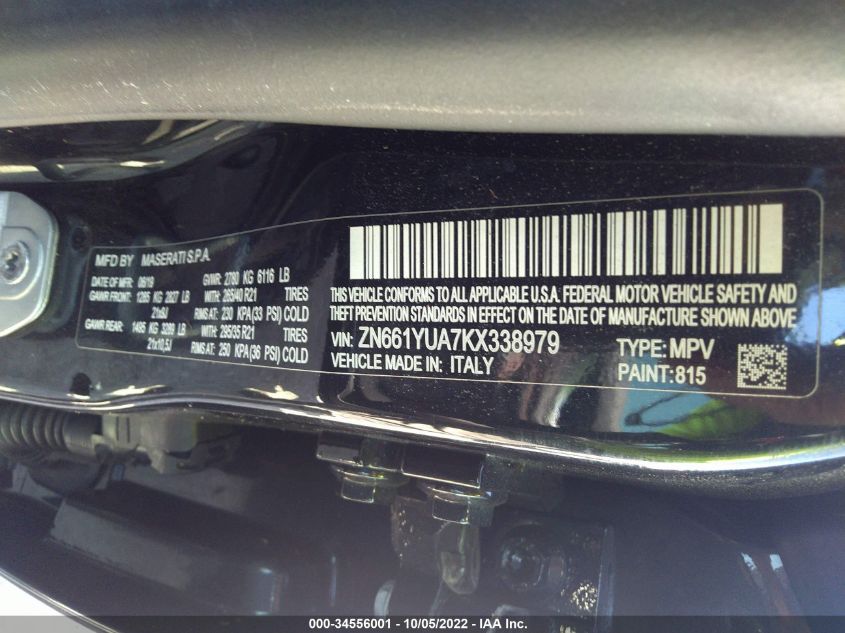 MFD BY MASERATI S.P.A.
DATE OF MFR: 06/19 GVWR: 2780 KG 6116 LB
GAWR FRONT: 1285 KG 2827 LB WITH: 265/40 R21 TIRES
21x9J RIMS AT: 230 KPA (33 PSI) COLD
GAWR REAR: 1495 KG 3289 LB WITH: 295/35 R21 TIRES
21x10,5J RIMS AT: 250 KPA (36 PSI) COLD
THIS VEHICLE CONFORMS TO ALL APPLICABLE U.S.A. FEDERAL MOTOR VEHICLE SAFETY AND
THEFT PREVENTION STANDARDS IN EFFECT ON THE DATE OF MANUFACTURE SHOWN ABOVE
VIN: ZN661YUA7KX338979 TYPE: MPV
VEHICLE MADE IN: ITALY PAINT: 815
000-34556001 - 10/05/2022 - IAA Inc.